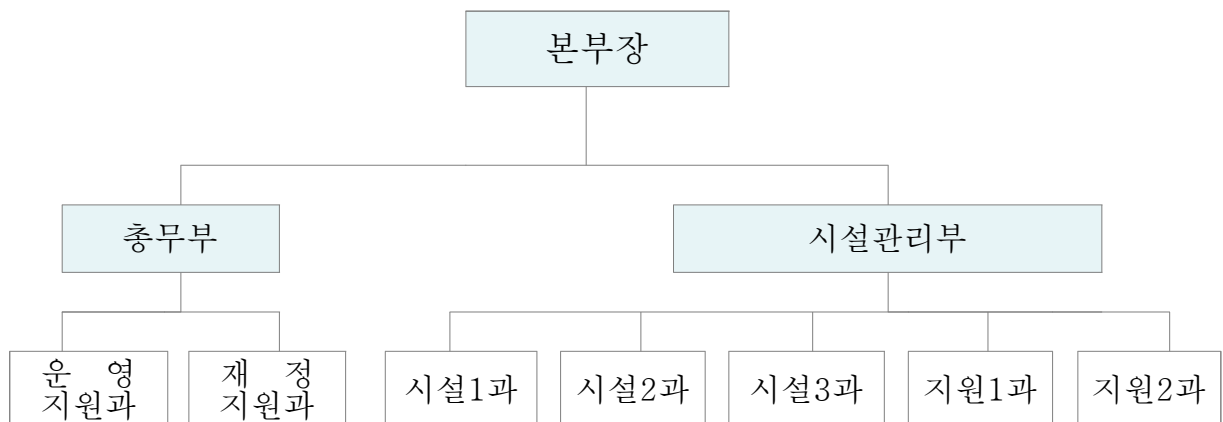 본부장
총무부
시설관리부
운 영
지원과
재 정
지원과
시설1과
시설2과
시설3과
지원1과
지원2과